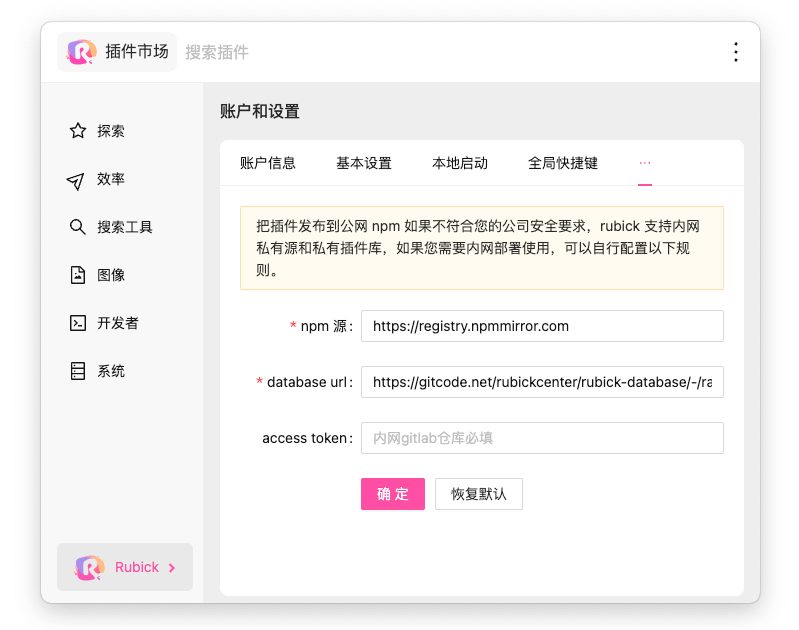 插件市场 搜索插件
账户和设置
探索
效率
搜索工具
图像
开发者
系统
Rubick
账户信息 基本设置 本地启动 全局快捷键 ···
把插件发布到公网 npm 如果不符合您的公司安全要求，rubick 支持内网
私有源和私有插件库，如果您需要内网部署使用，可以自行配置以下规
则。
* npm 源: https://registry.npmmirror.com
* database url: https://gitcode.net/rubickcenter/rubick-database/-/ra
access token: 内网gitlab仓库必填
确 定 恢复默认